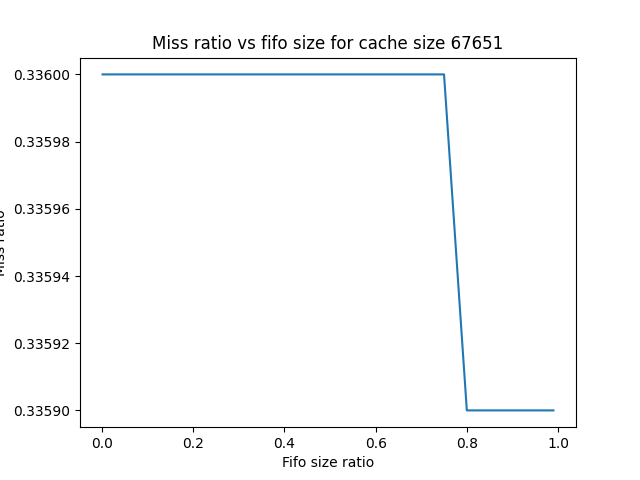 Miss ratio vs fifo size for cache size 67651
0.33600
0.33598
0.33596
0.33594
0.33592
0.33590
Miss ratio
0.0 0.2 0.4 0.6 0.8 1.0
Fifo size ratio